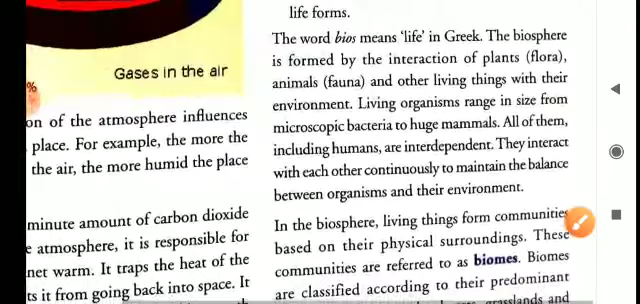 Gases in the air
%
on of the atmosphere influences
place. For example, the more the
the air, the more humid the place
minute amount of carbon dioxide
e atmosphere, it is responsible for
net warm. It traps the heat of the
ts it from going back into space. It
life forms.
The word bios means ‘life’ in Greek. The biosphere
is formed by the interaction of plants (flora),
animals (fauna) and other living things with their
environment. Living organisms range in size from
microscopic bacteria to huge mammals. All of them,
including humans, are interdependent. They interact
with each other continuously to maintain the balance
between organisms and their environment.
In the biosphere, living things form communities
based on their physical surroundings. These
communities are referred to as biomes. Biomes
are classified according to their predominant
grasslands and